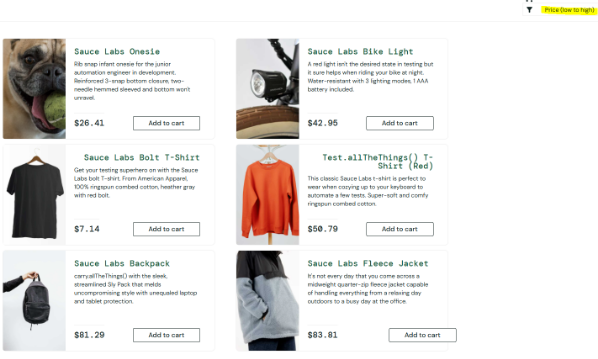 Price (low to high)
Sauce Labs Onesie
Rib snap infant onesie for the junior
automation engineer in development.
Reinforced 3-snap bottom closure, two-
needle hemmed sleeved and bottom won't
unravel.
$26.41
Add to cart
Sauce Labs Bike Light
A red light isn't the desired state in testing but
it sure helps when riding your bike at night.
Water-resistant with 3 lighting modes, 1 AAA
battery included.
$42.95
Add to cart
Sauce Labs Bolt T-Shirt
Get your testing superhero on with the Sauce
Labs bolt T-shirt. From American Apparel,
100% ringspun combed cotton, heather gray
with red bolt.
$7.14
Add to cart
Test.allTheThings() T-
Shirt (Red)
This classic Sauce Labs t-shirt is perfect to
wear when cozying up to your keyboard to
automate a few tests. Super-soft and comfy
ringspun combed cotton.
$50.79
Add to cart
Sauce Labs Backpack
carry.allTheThings() with the sleek,
streamlined Sly Pack that melds
uncompromising style with unequaled laptop
and tablet protection.
$81.29
Add to cart
Sauce Labs Fleece Jacket
It's not every day that you come across a
midweight quarter-zip fleece jacket capable
of handling everything from a relaxing day
outdoors to a busy day at the office.
$83.81
Add to cart